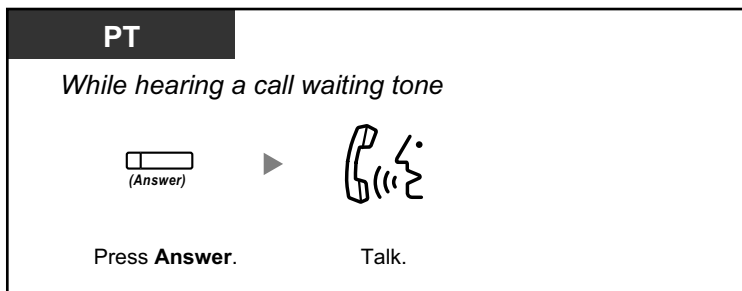 PT
While hearing a call waiting tone
(Answer)
Press Answer.
Talk.